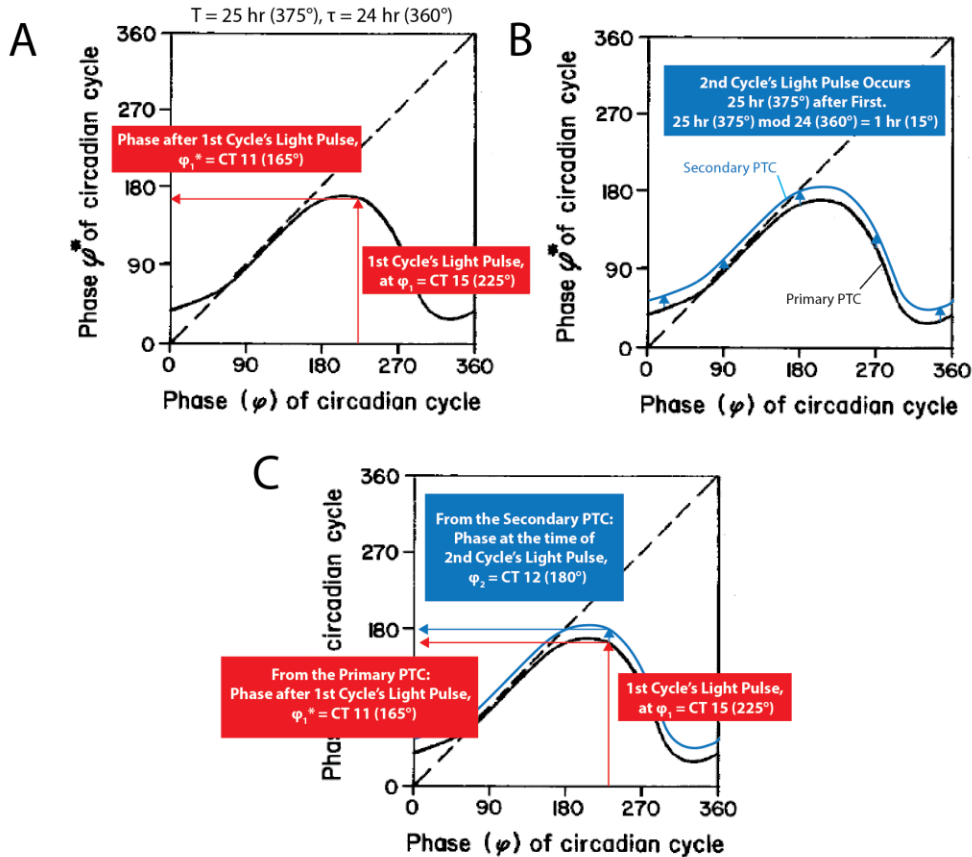 A
T = 25 hr (375°), τ = 24 hr (360°)
Phase φ* of circadian cycle
360
270
180
90
0
Phase after 1st Cycle's Light Pulse,
φ₁* = CT 11 (165°)
1st Cycle's Light Pulse,
at φ₁ = CT 15 (225°)
0 90 180 270 360
Phase (φ) of circadian cycle
B
Phase φ* of circadian cycle
360
270
180
90
0
2nd Cycle's Light Pulse Occurs
25 hr (375°) after First.
25 hr (375°) mod 24 (360°) = 1 hr (15°)
Secondary PTC
Primary PTC
0 90 180 270 360
Phase (φ) of circadian cycle
C
Phas
circadian cycle
360
270
180
0
From the Secondary PTC:
Phase at the time of
2nd Cycle's Light Pulse,
φ₂ = CT 12 (180°)
From the Primary PTC:
Phase after 1st Cycle's Light Pulse,
φ₁* = CT 11 (165°)
1st Cycle's Light Pulse,
at φ₁ = CT 15 (225°)
0 90 180 270 360
Phase (φ) of circadian cycle